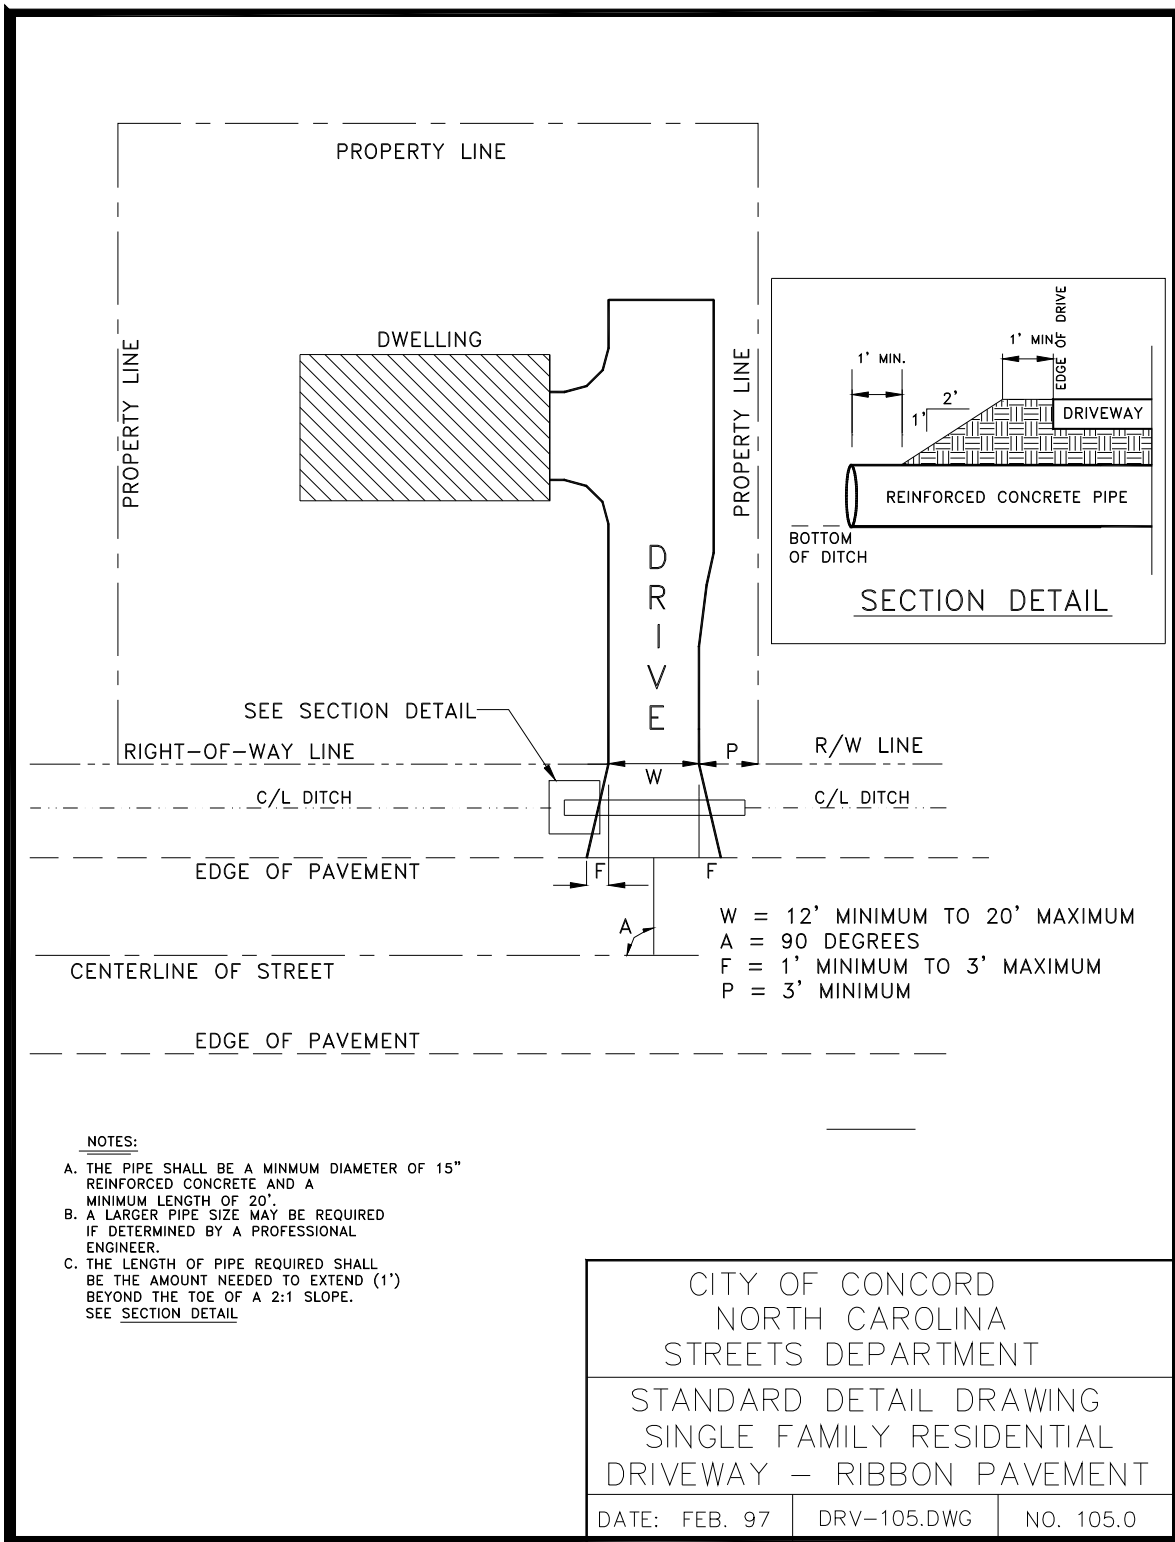 PROPERTY LINE
EDGE OF DRIVE
1' MIN.
1' MIN.
DWELLING
PROPERTY LINE
PROPERTY LINE
2'
1'
DRIVEWAY
REINFORCED CONCRETE PIPE
BOTTOM
OF DITCH
SECTION DETAIL
DRIVE
SEE SECTION DETAIL
RIGHT-OF-WAY LINE
P
R/W LINE
W
C/L DITCH
C/L DITCH
EDGE OF PAVEMENT
F
F
A
W = 12' MINIMUM TO 20' MAXIMUM
A = 90 DEGREES
F = 1' MINIMUM TO 3' MAXIMUM
P = 3' MINIMUM
CENTERLINE OF STREET
EDGE OF PAVEMENT
NOTES:
A. THE PIPE SHALL BE A MINMUM DIAMETER OF 15"
REINFORCED CONCRETE AND A
MINIMUM LENGTH OF 20'.
B. A LARGER PIPE SIZE MAY BE REQUIRED
IF DETERMINED BY A PROFESSIONAL
ENGINEER.
C. THE LENGTH OF PIPE REQUIRED SHALL
BE THE AMOUNT NEEDED TO EXTEND (1')
BEYOND THE TOE OF A 2:1 SLOPE.
SEE SECTION DETAIL
CITY OF CONCORD
NORTH CAROLINA
STREETS DEPARTMENT
STANDARD DETAIL DRAWING
SINGLE FAMILY RESIDENTIAL
DRIVEWAY – RIBBON PAVEMENT
DATE: FEB. 97
DRV-105.DWG
NO. 105.0